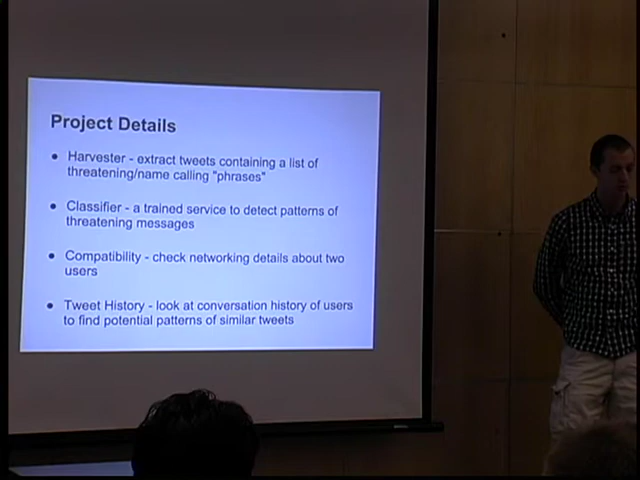 Project Details
• Harvester - extract tweets containing a list of
threatening/name calling "phrases"
• Classifier - a trained service to detect patterns of
threatening messages
• Compatibility - check networking details about two
users
• Tweet History - look at conversation history of users
to find potential patterns of similar tweets